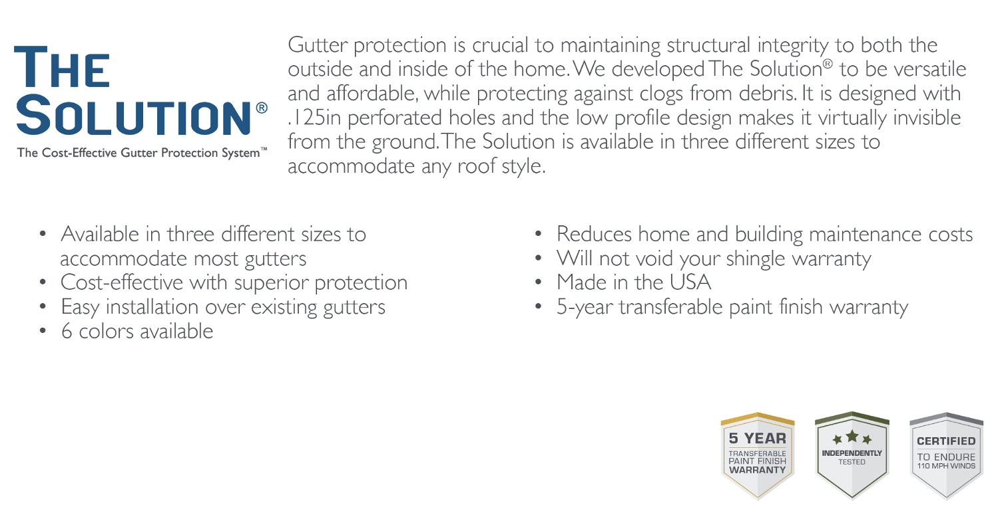 THE
SOLUTION®
The Cost-Effective Gutter Protection System™
Gutter protection is crucial to maintaining structural integrity to both the
outside and inside of the home. We developed The Solution® to be versatile
and affordable, while protecting against clogs from debris. It is designed with
.125in perforated holes and the low profile design makes it virtually invisible
from the ground. The Solution is available in three different sizes to
accommodate any roof style.
• Available in three different sizes to
accommodate most gutters
• Cost-effective with superior protection
• Easy installation over existing gutters
• 6 colors available
• Reduces home and building maintenance costs
• Will not void your shingle warranty
• Made in the USA
• 5-year transferable paint finish warranty
5 YEAR
TRANSFERABLE
PAINT FINISH
WARRANTY
INDEPENDENTLY
TESTED
CERTIFIED
TO ENDURE
110 MPH WINDS